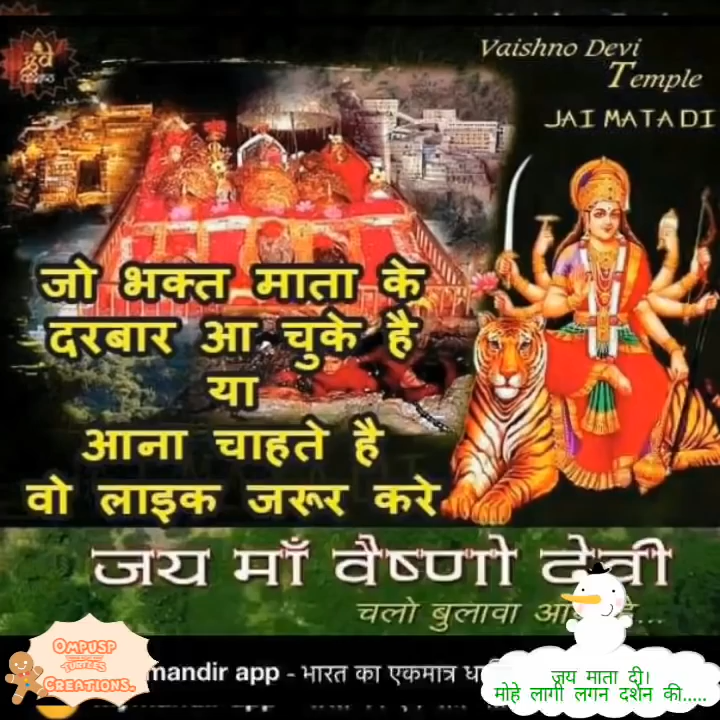 Vaishno Devi
Temple
JAI MATA DI
जो भक्त माता के
दरबार आ चुके है
या
आना चाहते है
वो लाइक जरूर करे
जय माँ वैष्णो देवी
चलो बुलावा
mandir app - भारत का एकमात्र
OMPUSP
CREATIONS.
जय माता दी।
मोहे लागी लगन दर्शन की.....